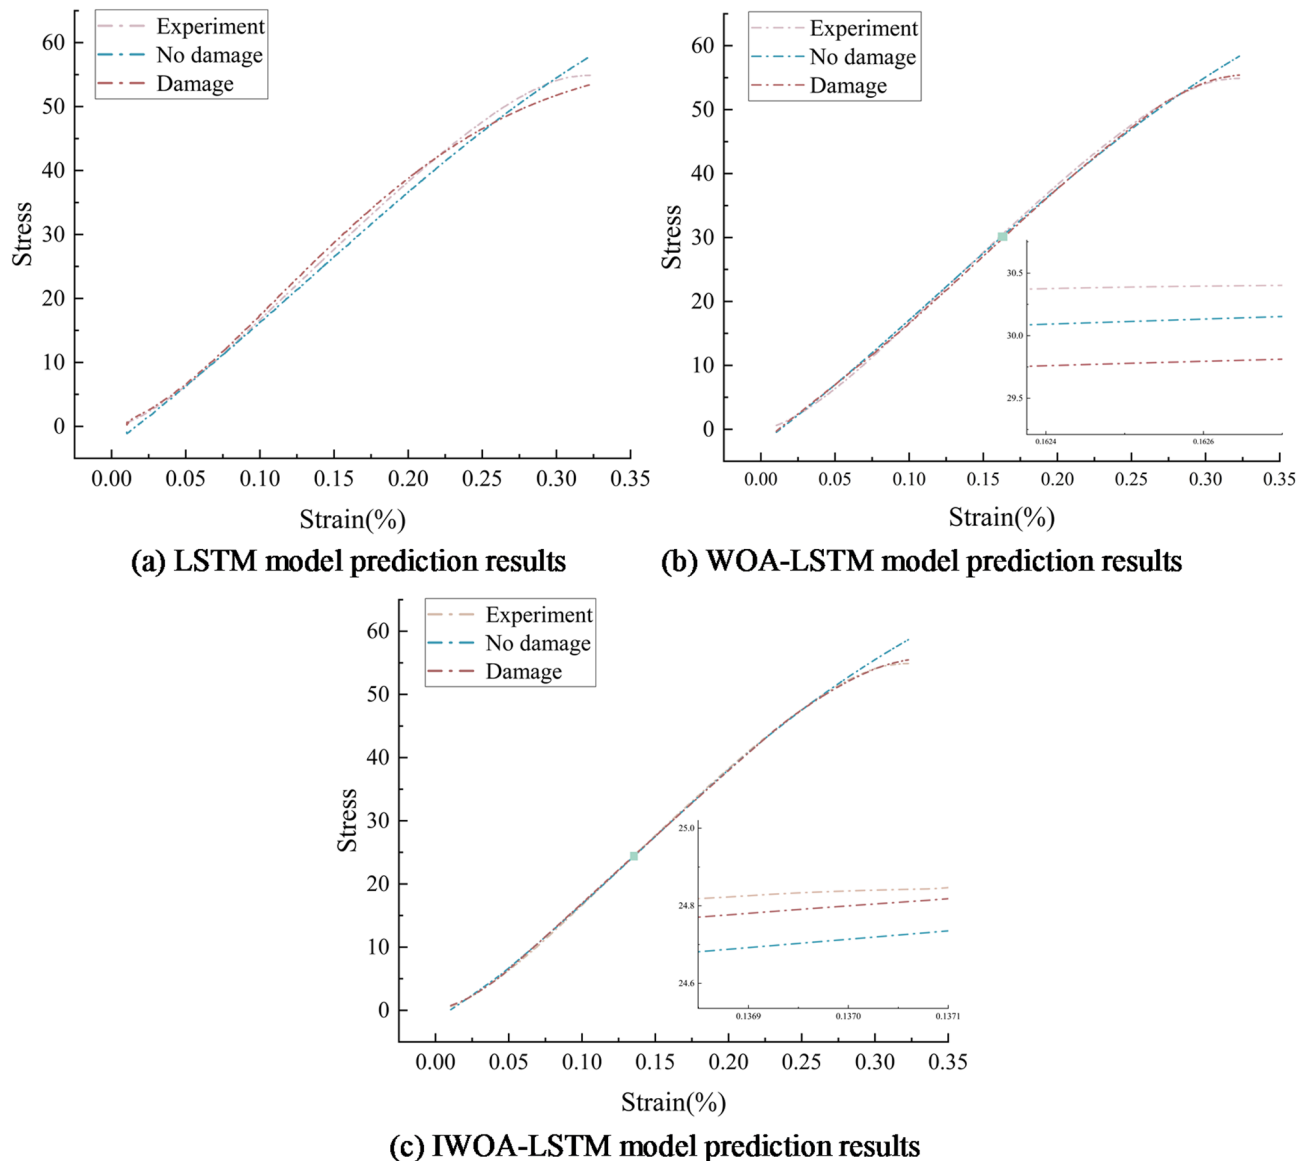 Experiment
No damage
Damage
60
50
40
30
20
10
0
Stress
0.00 0.05 0.10 0.15 0.20 0.25 0.30 0.35
Strain(%)
(a) LSTM model prediction results
Experiment
No damage
Damage
60
50
40
30
20
10
0
Stress
30.5
30.0
29.5
0.1624 0.1626
0.00 0.05 0.10 0.15 0.20 0.25 0.30 0.35
Strain(%)
(b) WOA-LSTM model prediction results
Experiment
No damage
Damage
60
50
40
30
20
10
0
Stress
25.0
24.8
24.6
0.1369 0.1370 0.1371
0.00 0.05 0.10 0.15 0.20 0.25 0.30 0.35
Strain(%)
(c) IWOA-LSTM model prediction results